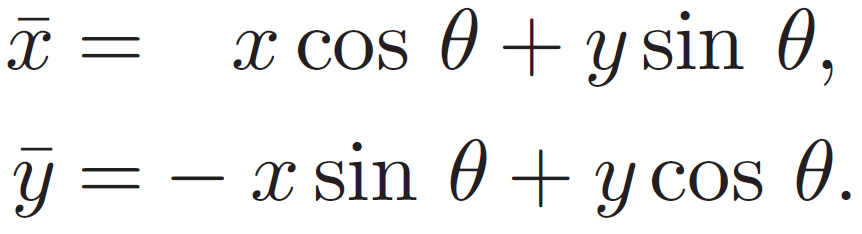 x̄ = x cos θ + y sin θ,
ȳ = − x sin θ + y cos θ.